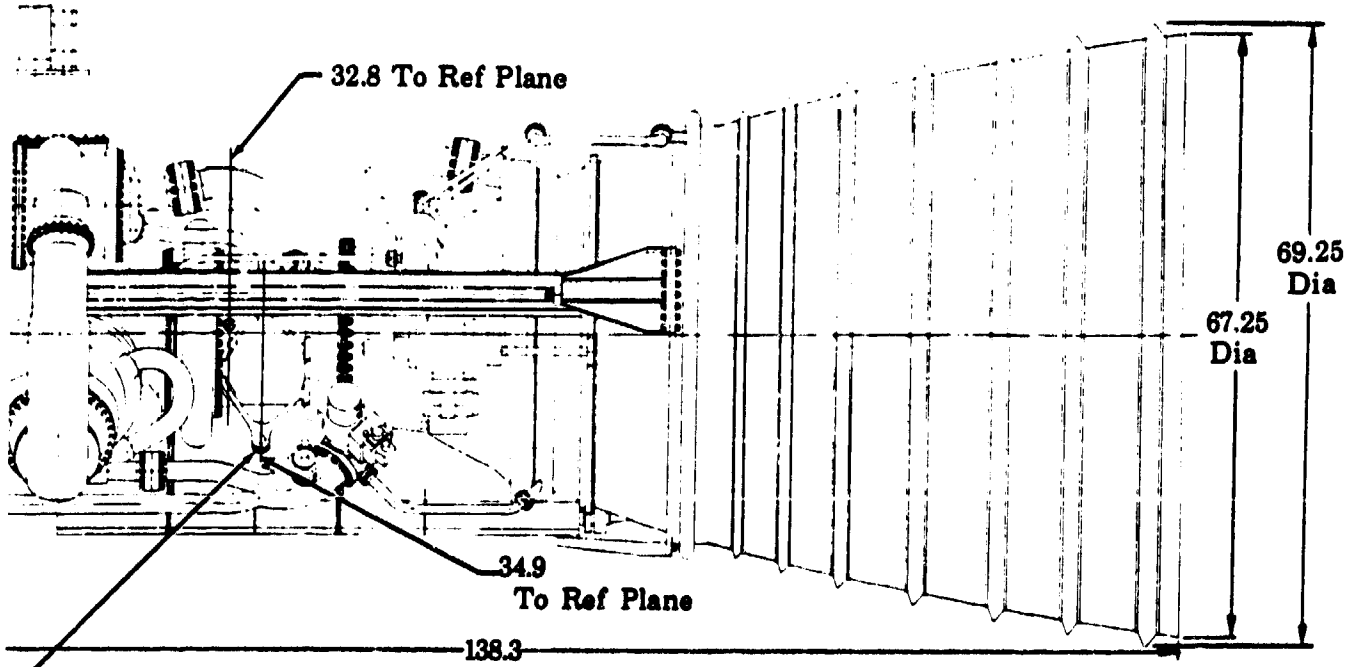 32.8 To Ref Plane
69.25
Dia
67.25
Dia
34.9
To Ref Plane
138.3